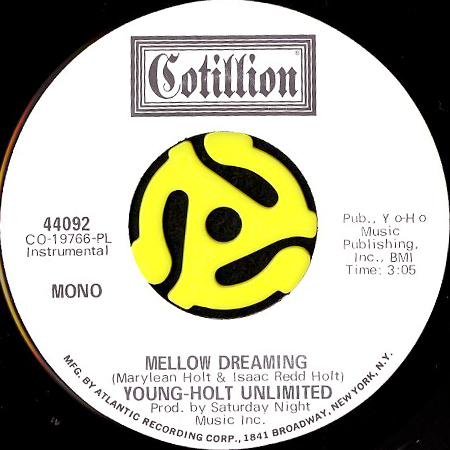 Cotillion
44092
CO-19766-PL
Instrumental
MONO
Pub., Yo-Ho
Music
Publishing,
Inc., BMI
Time: 3:05
MELLOW DREAMING
(Marylean Holt & Isaac Redd Holt)
YOUNG-HOLT UNLIMITED
Prod. by Saturday Night
Music Inc.
MFG. BY ATLANTIC RECORDING CORP., 1841 BROADWAY, NEW YORK, N.Y.